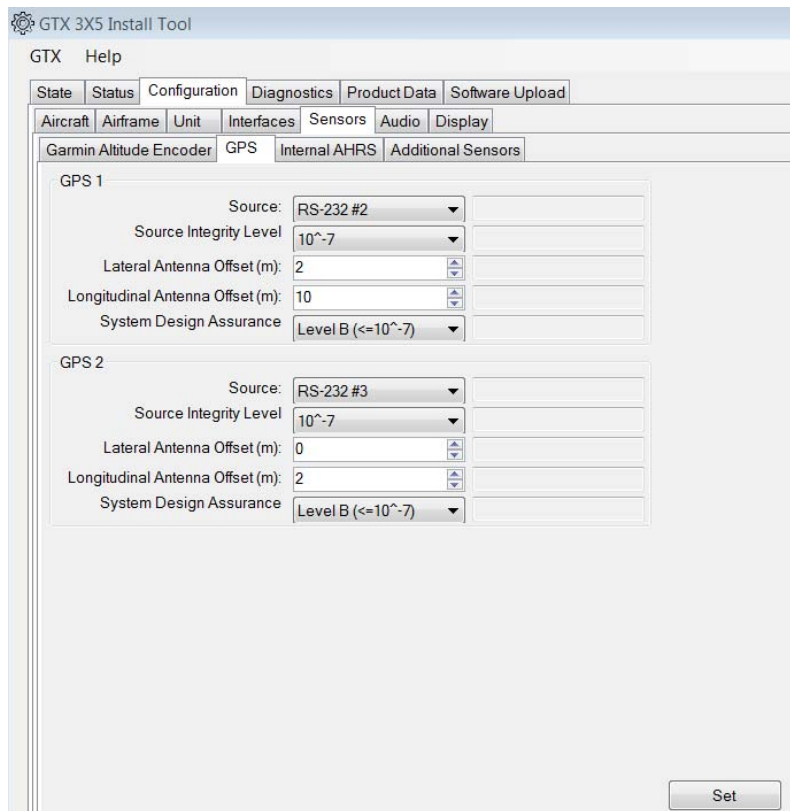 GTX 3X5 Install Tool
GTX Help
State Status Configuration Diagnostics Product Data Software Upload
Aircraft Airframe Unit Interfaces Sensors Audio Display
Garmin Altitude Encoder GPS Internal AHRS Additional Sensors
GPS 1
Source: RS-232 #2
Source Integrity Level 10^-7
Lateral Antenna Offset (m): 2
Longitudinal Antenna Offset (m): 10
System Design Assurance Level B (<=10^-7)
GPS 2
Source: RS-232 #3
Source Integrity Level 10^-7
Lateral Antenna Offset (m): 0
Longitudinal Antenna Offset (m): 2
System Design Assurance Level B (<=10^-7)
Set